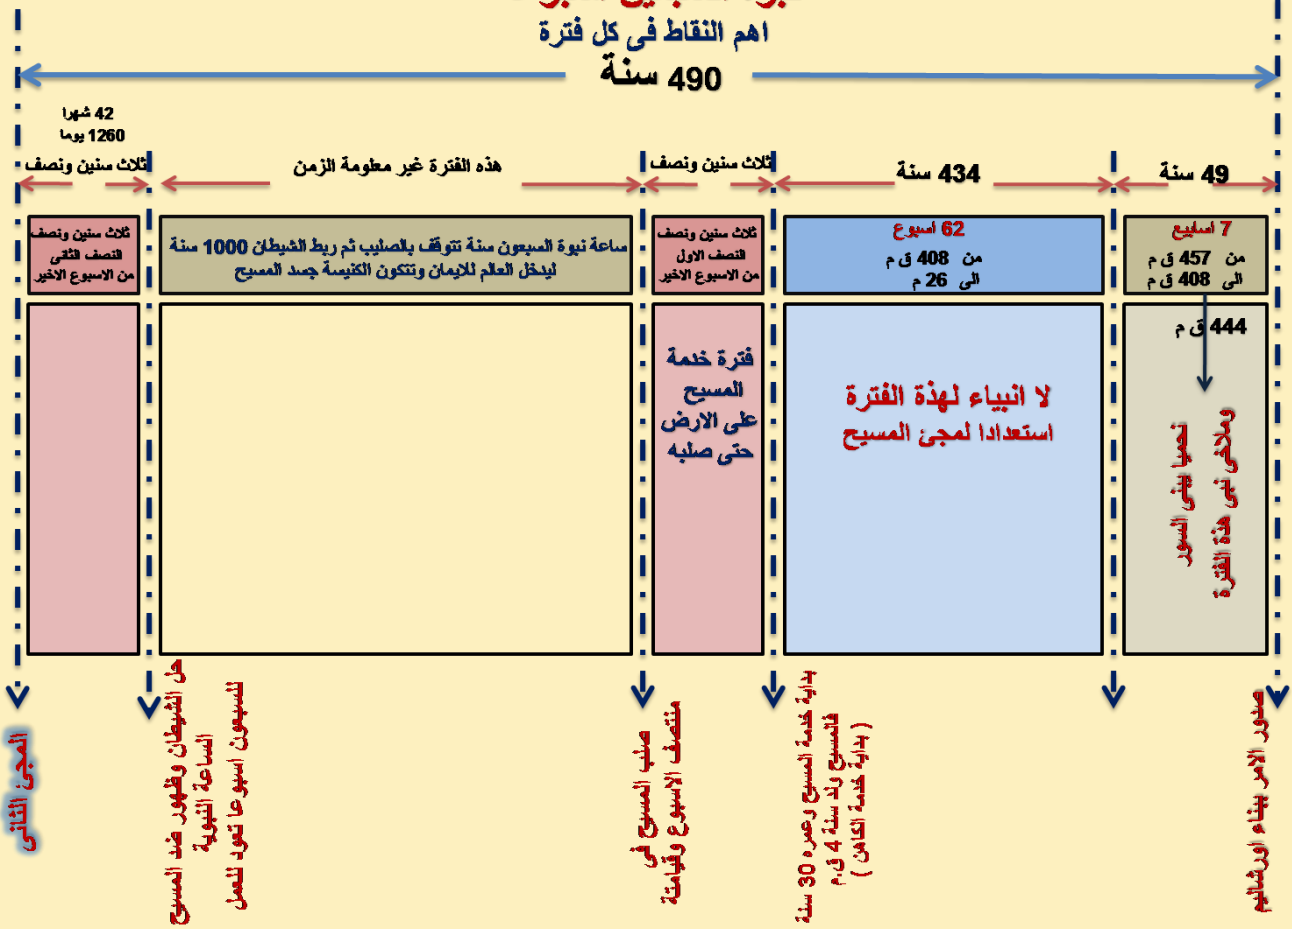 اهم النقاط فى كل فترة
490 سنة
49 سنة
434 سنة
ثلاث سنين ونصف
هذه الفترة غير معلومة الزمن
42 شهرا
1260 يوما
ثلاث سنين ونصف
7 اسابيع
من 457 ق م
الى 408 ق م
62 اسبوع
من 408 ق م
الى 26 م
ثلاث سنين ونصف
النصف الاول
من الاسبوع الاخير
ساعة نبوة السبعون سنة تتوقف بالصليب ثم ربط الشيطان 1000 سنة
ليدخل العالم للايمان وتتكون الكنيسة جسد المسيح
ثلاث سنين ونصف
النصف الثانى
من الاسبوع الاخير
444 ق م
نحميا يبنى السور
وملاخى نبى هذة الفترة
لا انبياء لهذة الفترة
استعدادا لمجئ المسيح
فترة خدمة
المسيح
على الارض
حتى صلبه
صدور الامر ببناء اورشاليم
بداية خدمة المسيح وعمره 30 سنة
فالمسيح ولد سنة 4 ق.م
( بداية خدمة الكاهن )
صلب المسيح فى
منتصف الاسبوع وقيامتة
حل الشيطان وظهور ضد المسيح
الساعة النبوية
للسبعون اسبوعا تعود للعمل
المجئ الثانى